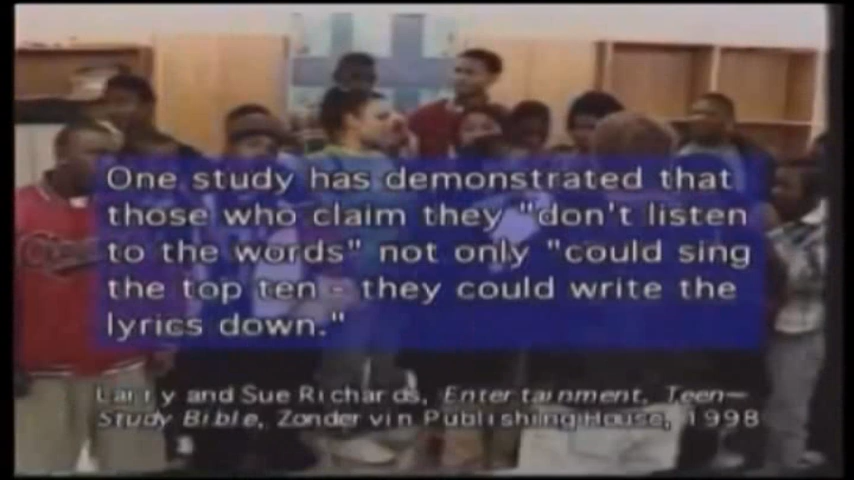 One study has demonstrated that
those who claim they "don't listen
to the words" not only "could sing
the top ten - they could write the
lyrics down."
Larry and Sue Richards, Entertainment, Teen-
Study Bible, Zondervin Publishing House, 1998